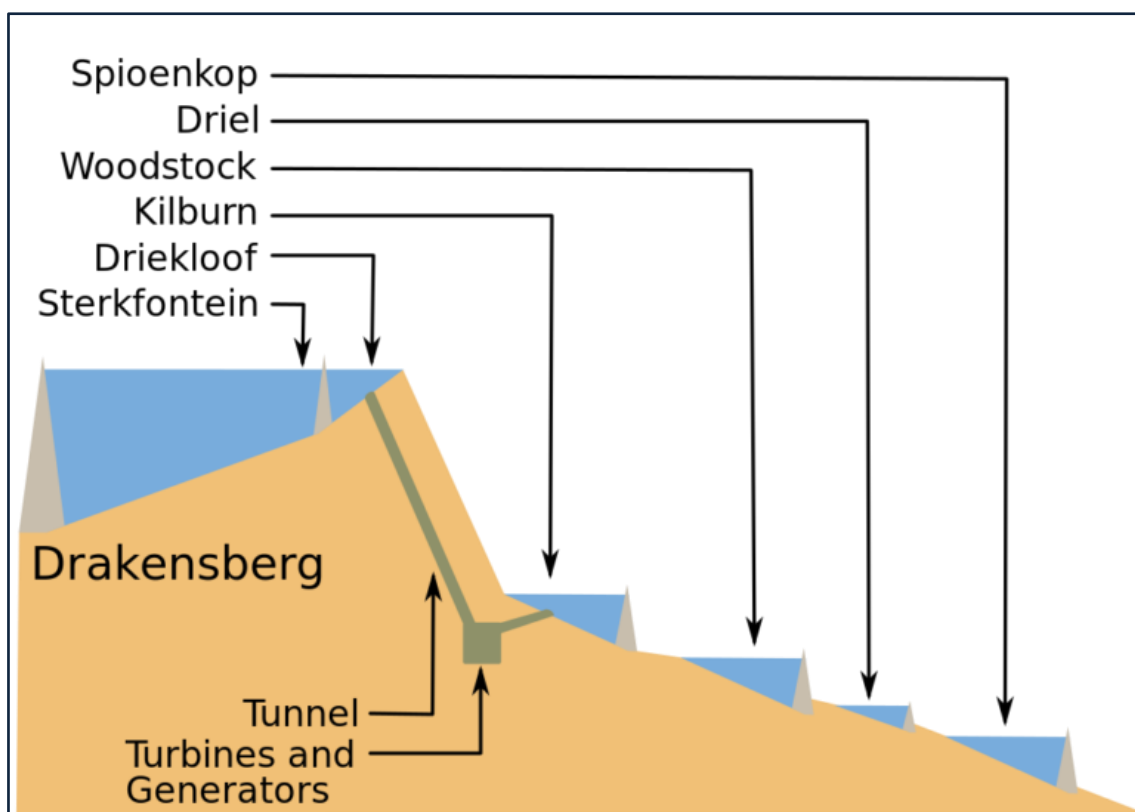 Spioenkop
Driel
Woodstock
Kilburn
Driekloof
Sterkfontein
Drakensberg
Tunnel
Turbines and
Generators